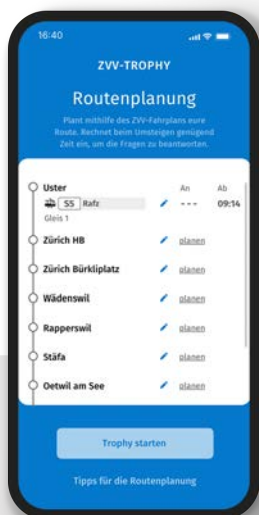 16:40
ZVV-TROPHY
Routenplanung
Plant mithilfe des ZVV-Fahrplans eure
Route. Rechnet beim Umsteigen genügend
Zeit ein, um die Fragen zu beantworten.
Uster An Ab
S5 Rafz --- 09:14
Gleis 1
Zürich HB planen
Zürich Bürkliplatz planen
Wädenswil planen
Rapperswil planen
Stäfa planen
Oetwil am See planen
Trophy starten
Tipps für die Routenplanung